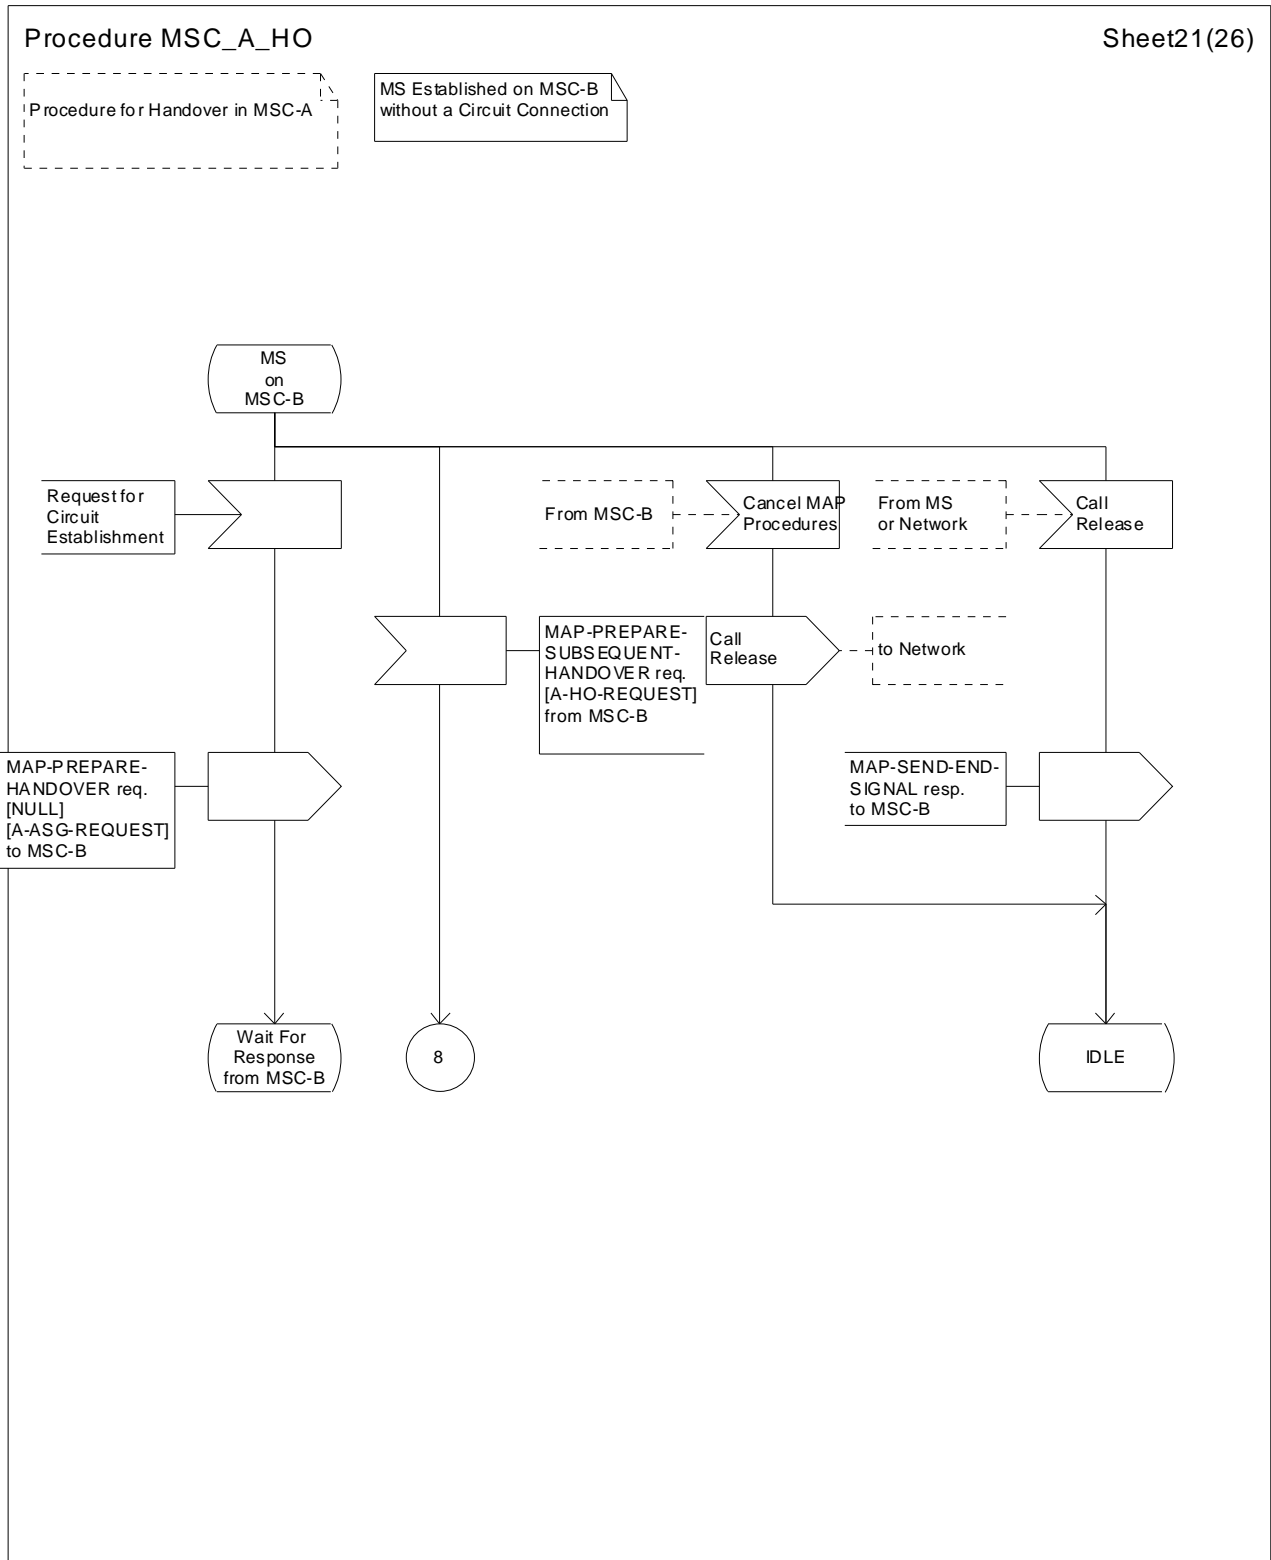 Procedure MSC_A_HO
Sheet21(26)
Procedure for Handover in MSC-A
MS Established on MSC-B
without a Circuit Connection
MS
on
MSC-B
Request for
Circuit
Establishment
From MSC-B
Cancel MAP
Procedures
From MS
or Network
Call
Release
MAP-PREPARE-
SUBSEQUENT-
HANDOVER req.
[A-HO-REQUEST]
from MSC-B
Call
Release
to Network
MAP-PREPARE-
HANDOVER req.
[NULL]
[A-ASG-REQUEST]
to MSC-B
MAP-SEND-END-
SIGNAL resp.
to MSC-B
Wait For
Response
from MSC-B
8
IDLE